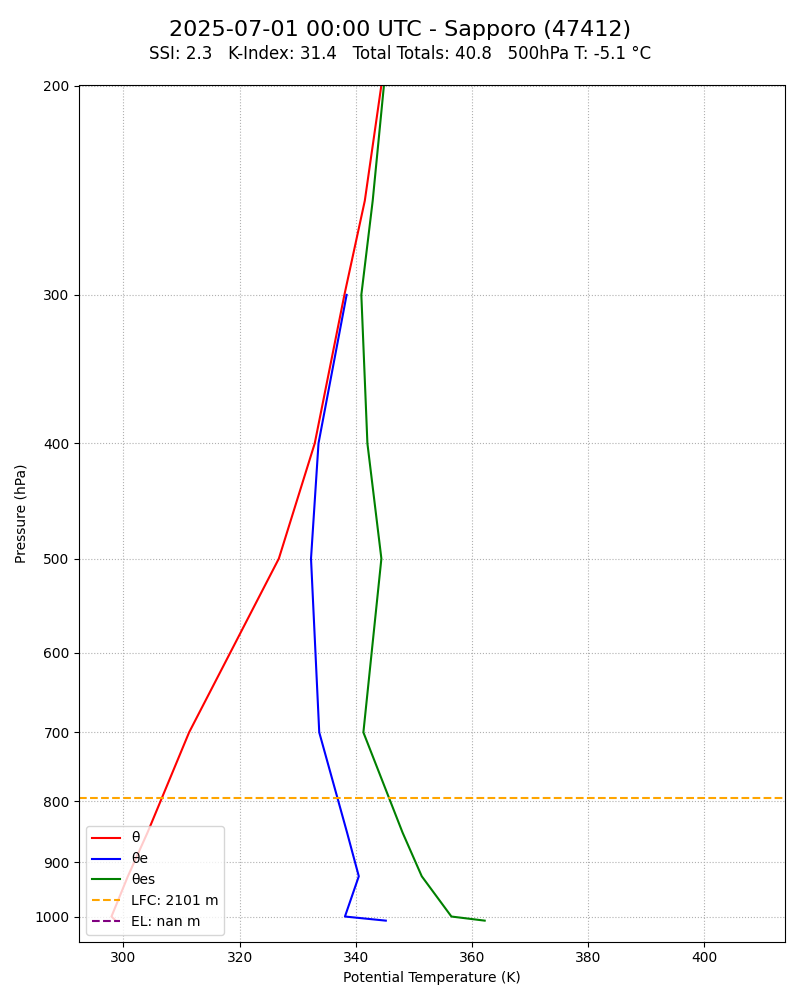 2025-07-01 00:00 UTC - Sapporo (47412)
SSI: 2.3   K-Index: 31.4   Total Totals: 40.8   500hPa T: -5.1 °C
200
300
400
500
600
700
800
900
1000
Pressure (hPa)
θ
θe
θes
LFC: 2101 m
EL: nan m
300 320 340 360 380 400
Potential Temperature (K)